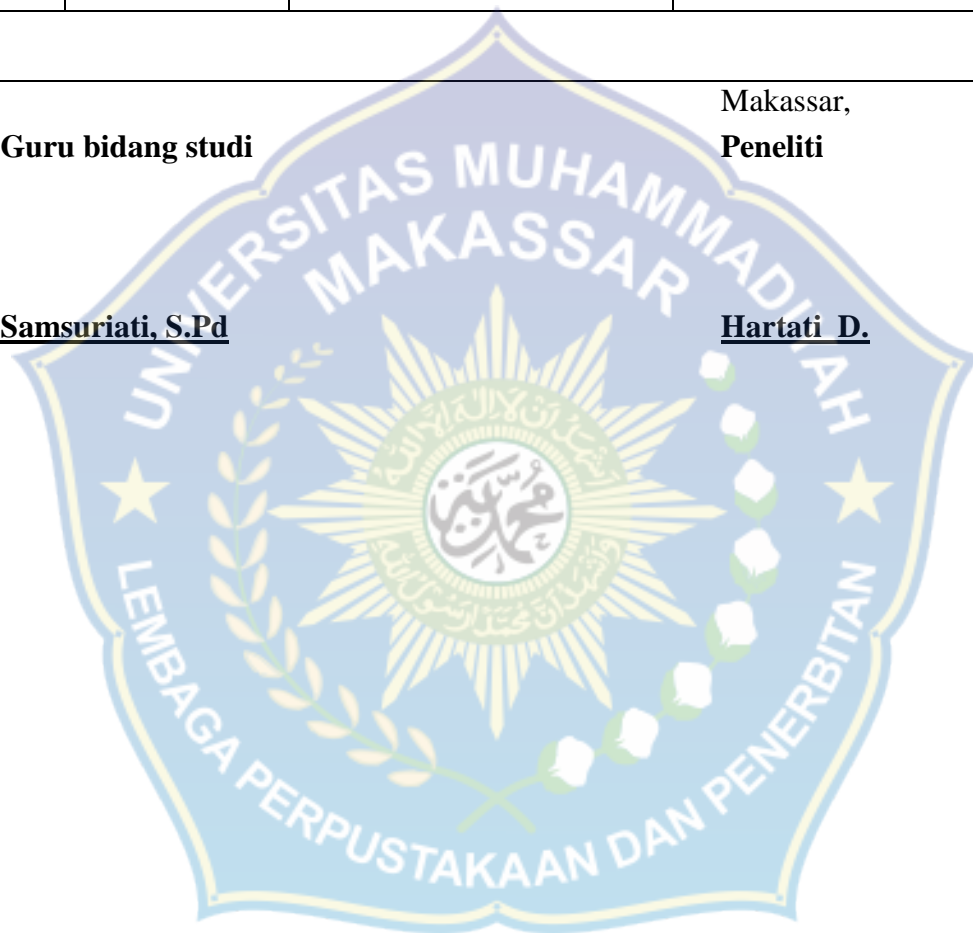 Makassar,
Guru bidang studi Peneliti
Samsuriati, S.Pd Hartati D.
UNIVERSITAS MUHAMMADIYAH
MAKASSAR
LEMBAGA PERPUSTAKAAN DAN PENERBITAN